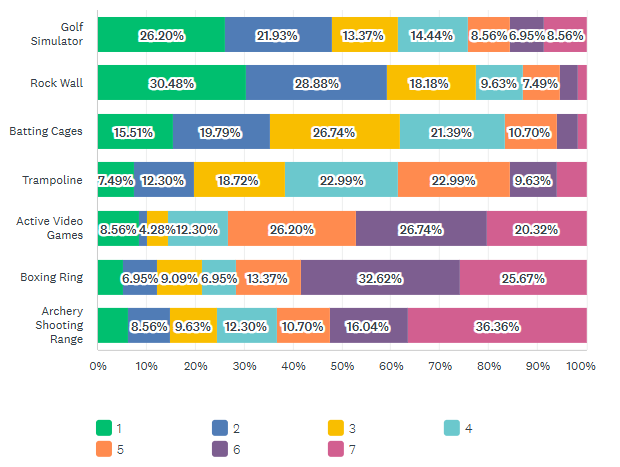 Golf
Simulator
26.20% 21.93% 13.37% 14.44% 8.56% 6.95% 8.56%
Rock Wall 30.48% 28.88% 18.18% 9.63% 7.49%
Batting Cages 15.51% 19.79% 26.74% 21.39% 10.70%
Trampoline 7.49% 12.30% 18.72% 22.99% 22.99% 9.63%
Active Video
Games
8.56% 4.28% 12.30% 26.20% 26.74% 20.32%
Boxing Ring 6.95% 9.09% 6.95% 13.37% 32.62% 25.67%
Archery
Shooting
Range
8.56% 9.63% 12.30% 10.70% 16.04% 36.36%
0% 10% 20% 30% 40% 50% 60% 70% 80% 90% 100%
1 2 3 4
5 6 7